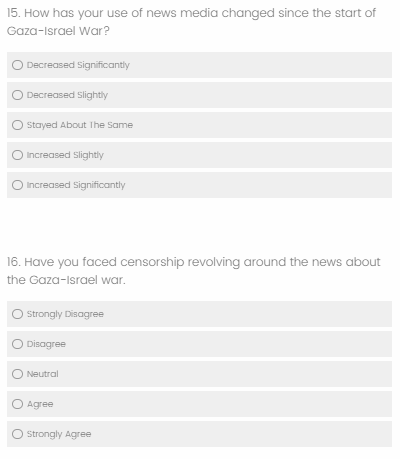 15. How has your use of news media changed since the start of
Gaza-Israel War?
Decreased Significantly
Decreased Slightly
Stayed About The Same
Increased Slightly
Increased Significantly
16. Have you faced censorship revolving around the news about
the Gaza-Israel war.
Strongly Disagree
Disagree
Neutral
Agree
Strongly Agree